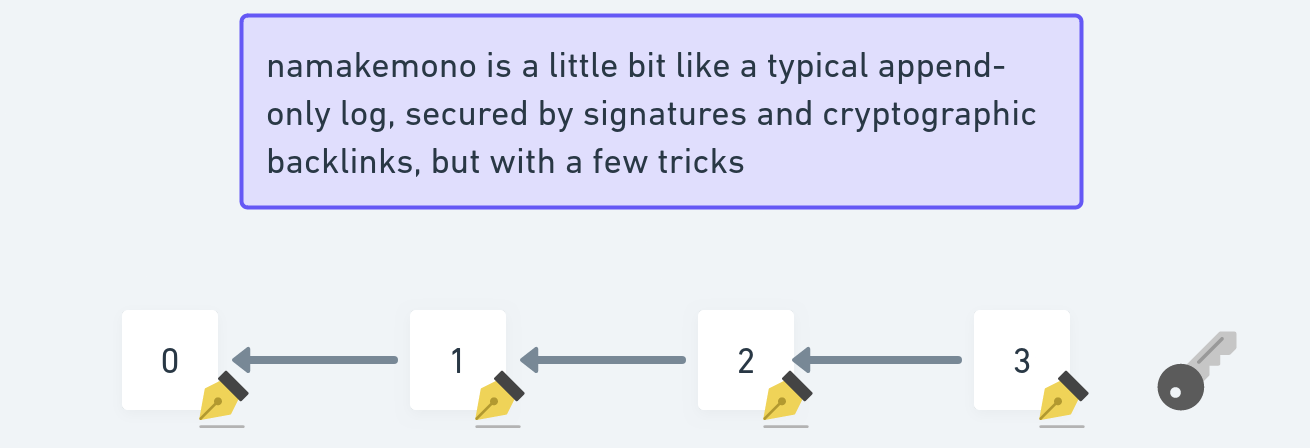 namakemono is a little bit like a typical append-
only log, secured by signatures and cryptographic
backlinks, but with a few tricks
0 1 2 3